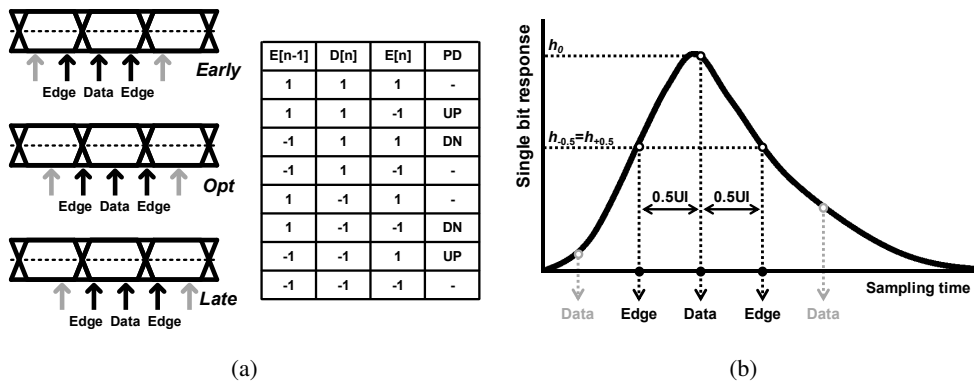 Early
Edge Data Edge
Opt
Edge Data Edge
Late
Edge Data Edge
E[n-1] D[n] E[n] PD
1 1 1 -
1 1 -1 UP
-1 1 1 DN
-1 1 -1 -
1 -1 1 -
1 -1 -1 DN
-1 -1 1 UP
-1 -1 -1 -
(a)
Single bit response
h0
h-0.5=h+0.5
0.5UI 0.5UI
Sampling time
Data Edge Data Edge Data
(b)